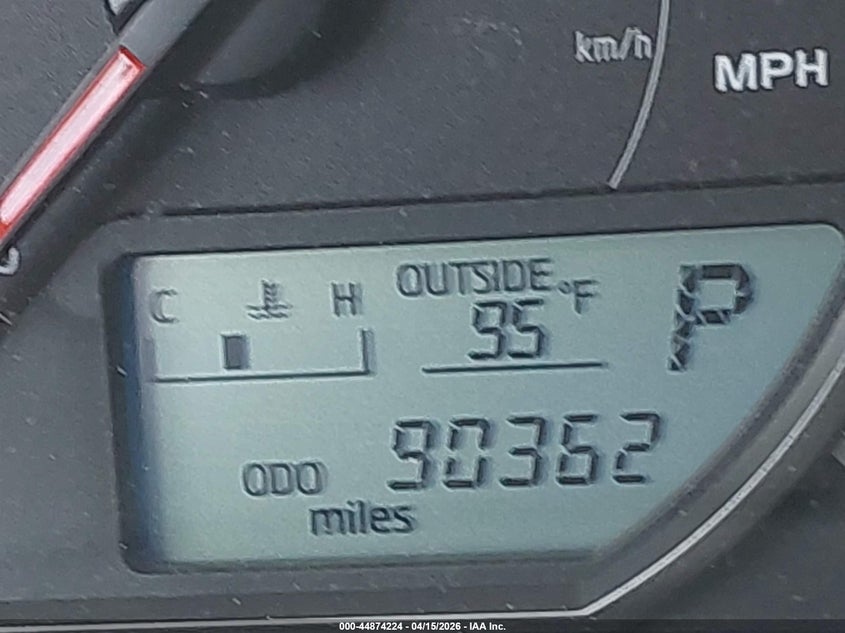 km/h
MPH
C H
OUTSIDE
95 °F
P
ODO 90362
miles
000-44874224 - 04/15/2026 - IAA Inc.